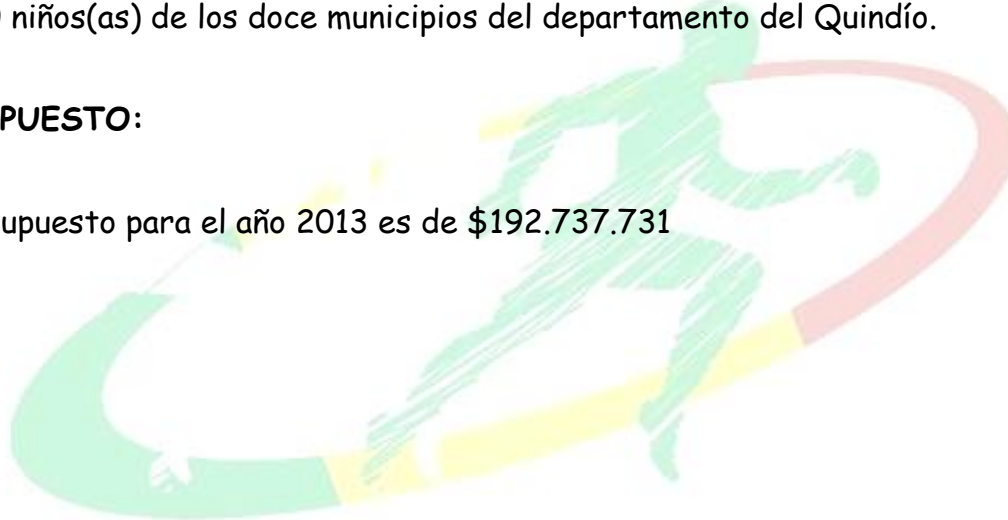 niños(as) de los doce municipios del departamento del Quindío.
PUESTO:
upuesto para el año 2013 es de $192.737.731